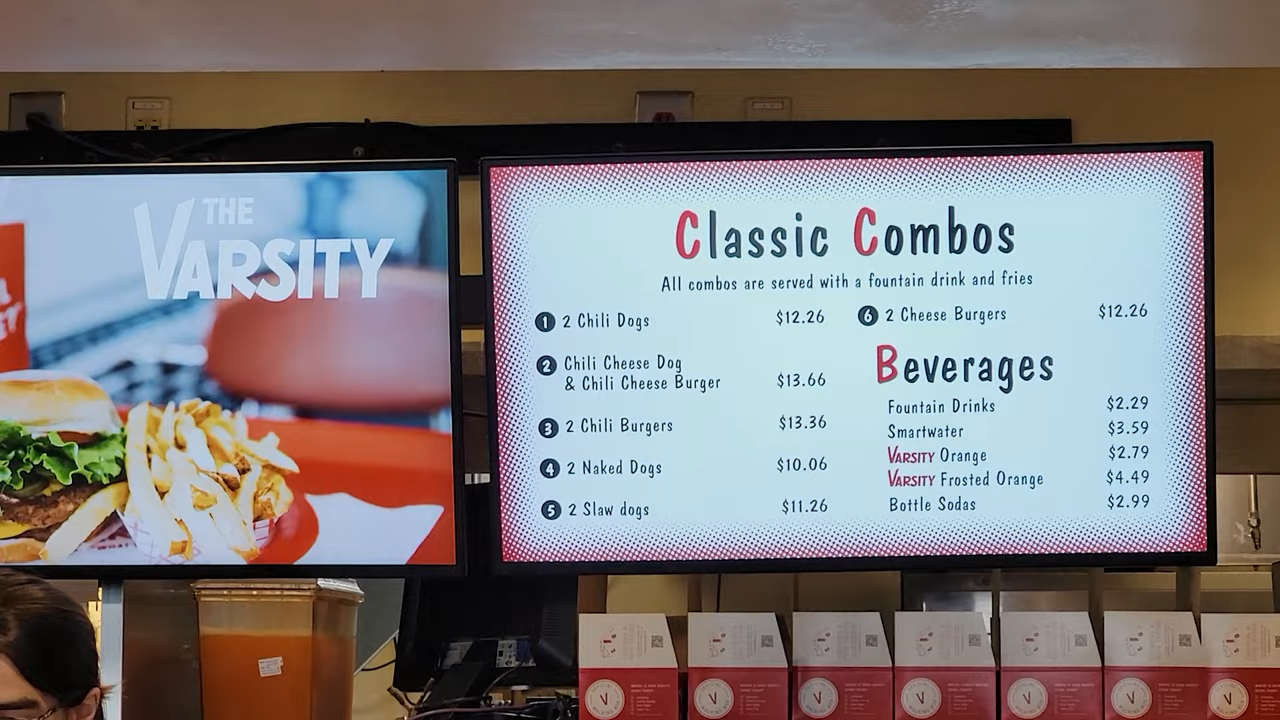 THE
VARSITY
Classic Combos
All combos are served with a fountain drink and fries
1 2 Chili Dogs $12.26
2 Chili Cheese Dog
& Chili Cheese Burger $13.66
3 2 Chili Burgers $13.36
4 2 Naked Dogs $10.06
5 2 Slaw dogs $11.26
6 2 Cheese Burgers $12.26
Beverages
Fountain Drinks $2.29
Smartwater $3.59
VARSITY Orange $2.79
VARSITY Frosted Orange $4.49
Bottle Sodas $2.99
V
V
V
V
V
V
V